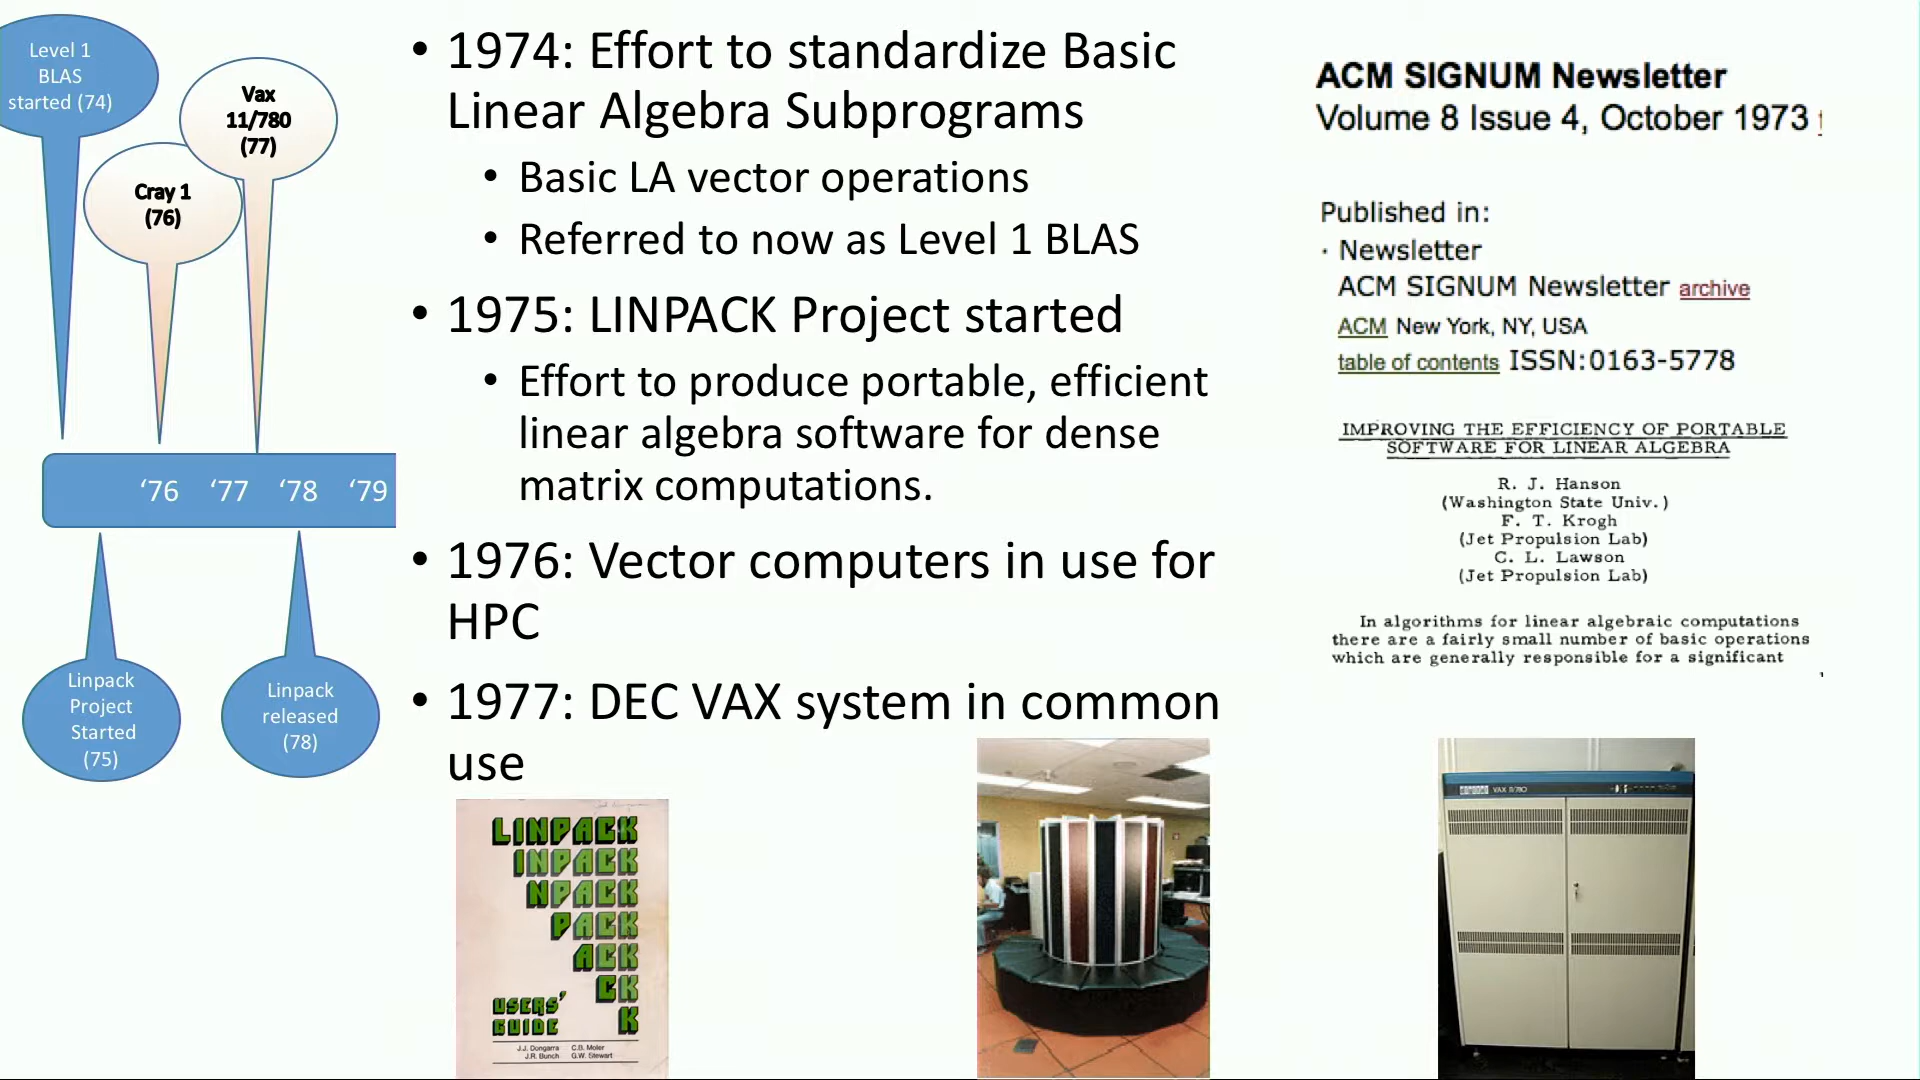 Level 1
BLAS
started (74)
Vax
11/780
(77)
Cray 1
(76)
‘76 ‘77 ‘78 ‘79
Linpack
Project
Started
(75)
Linpack
released
(78)
• 1974: Effort to standardize Basic
Linear Algebra Subprograms
• Basic LA vector operations
• Referred to now as Level 1 BLAS
• 1975: LINPACK Project started
• Effort to produce portable, efficient
linear algebra software for dense
matrix computations.
• 1976: Vector computers in use for
HPC
• 1977: DEC VAX system in common
use
ACM SIGNUM Newsletter
Volume 8 Issue 4, October 1973
Published in:
· Newsletter
ACM SIGNUM Newsletter archive
ACM New York, NY, USA
table of contents ISSN:0163-5778
IMPROVING THE EFFICIENCY OF PORTABLE
SOFTWARE FOR LINEAR ALGEBRA
R. J. Hanson
(Washington State Univ.)
F. T. Krogh
(Jet Propulsion Lab)
C. L. Lawson
(Jet Propulsion Lab)
In algorithms for linear algebraic computations
there are a fairly small number of basic operations
which are generally responsible for a significant
LINPACK
INPACK
NPACK
PACK
ACK
CK
K
USERS'
GUIDE
J.J. Dongarra C.B. Moler
J.R. Bunch G.W. Stewart
VAX 11/780